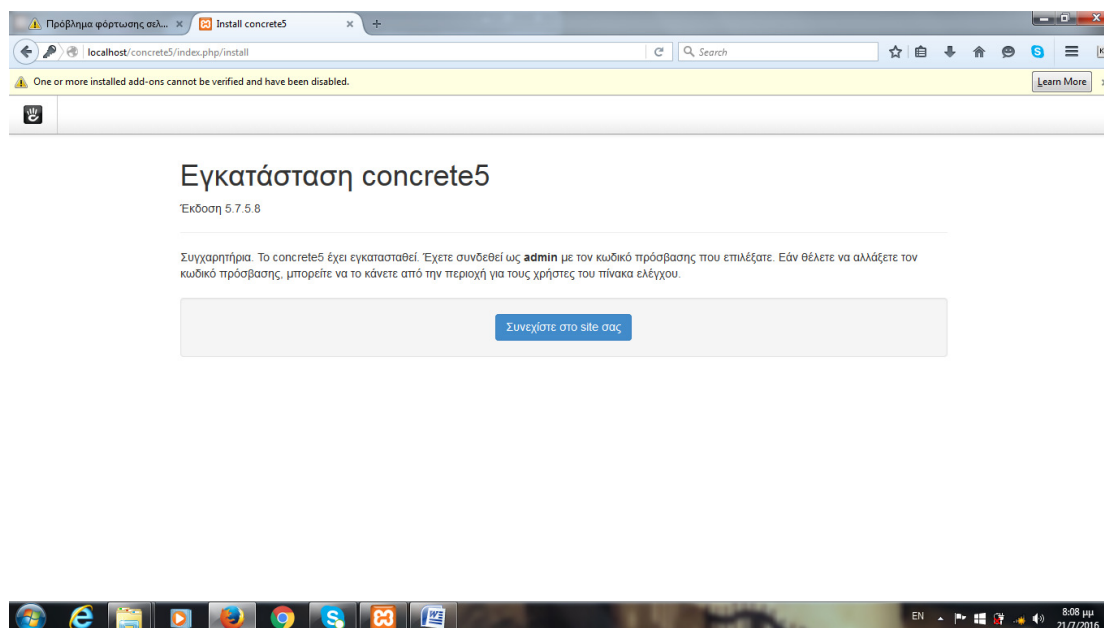 Πρόβλημα φόρτωσης σελ...
Install concrete5
localhost/concrete5/index.php/install
Search
One or more installed add-ons cannot be verified and have been disabled.
Learn More
Εγκατάσταση concrete5
Έκδοση 5.7.5.8
Συγχαρητήρια. Το concrete5 έχει εγκατασταθεί. Έχετε συνδεθεί ως admin με τον κωδικό πρόσβασης που επιλέξατε. Εάν θέλετε να αλλάξετε τον
κωδικό πρόσβασης, μπορείτε να το κάνετε από την περιοχή για τους χρήστες του πίνακα ελέγχου.
Συνεχίστε στο site σας
EN
8:08 μμ
21/7/2016